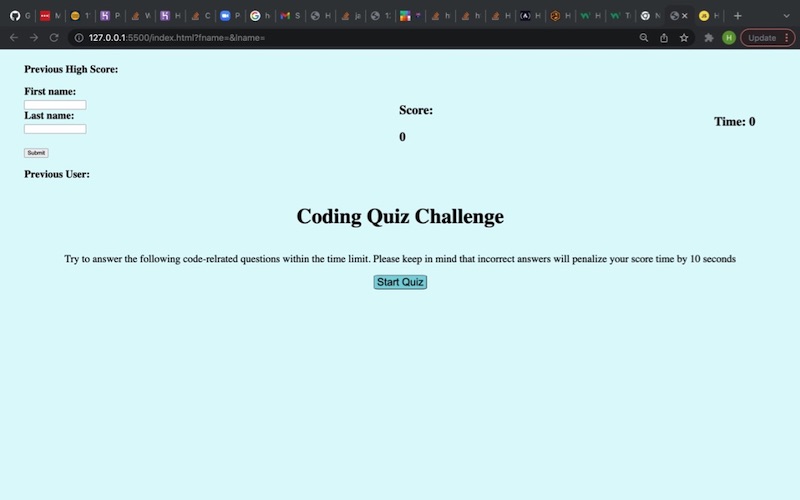 127.0.0.1:5500/index.html?fname=&lname=
H
Update
Previous High Score:
First name:
Last name:
Submit
Previous User:
Score:
0
Time: 0
Coding Quiz Challenge
Try to answer the following code-relrated questions within the time limit. Please keep in mind that incorrect answers will penalize your score time by 10 seconds
Start Quiz